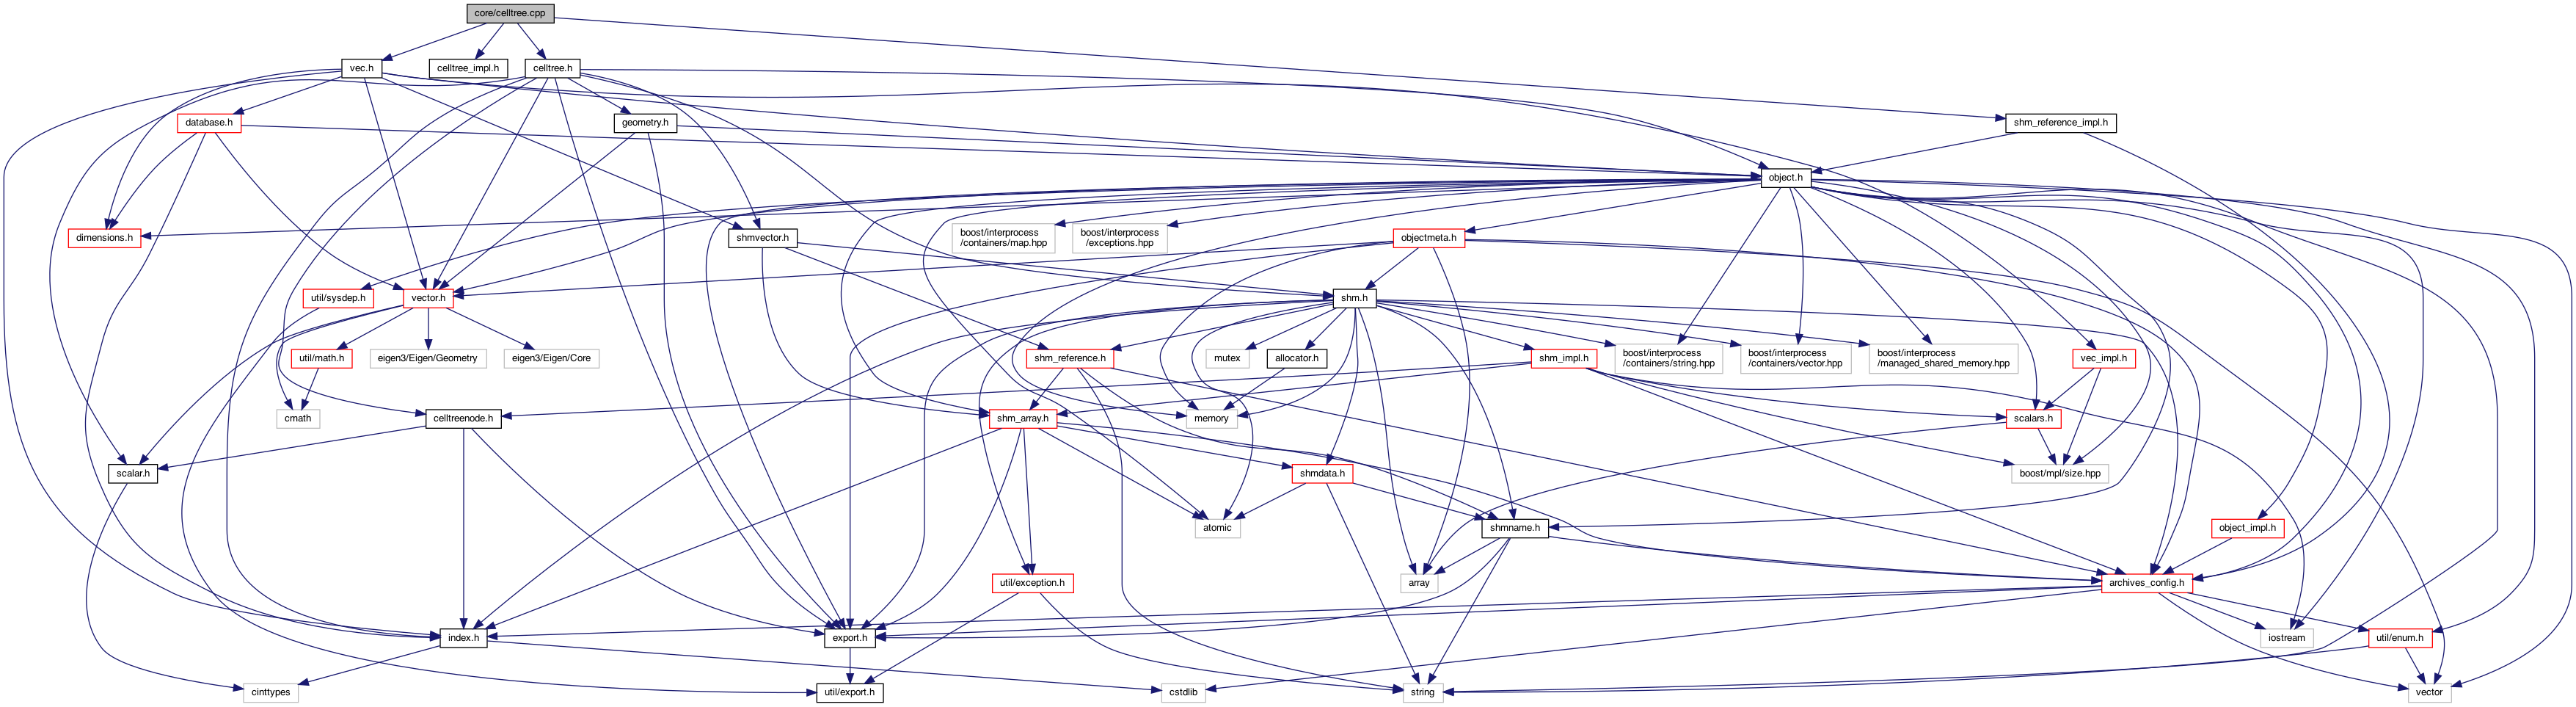 core/celltree.cpp
vec.h
celltree_impl.h
celltree.h
database.h
geometry.h
shm_reference_impl.h
object.h
dimensions.h
shmvector.h
boost/interprocess
/containers/map.hpp
boost/interprocess
/exceptions.hpp
objectmeta.h
util/sysdep.h
vector.h
shm.h
util/math.h
eigen3/Eigen/Geometry
eigen3/Eigen/Core
shm_reference.h
mutex
allocator.h
shm_impl.h
boost/interprocess
/containers/string.hpp
boost/interprocess
/containers/vector.hpp
boost/interprocess
/managed_shared_memory.hpp
vec_impl.h
cmath
celltreenode.h
shm_array.h
memory
scalars.h
scalar.h
shmdata.h
boost/mpl/size.hpp
atomic
shmname.h
object_impl.h
util/exception.h
array
archives_config.h
index.h
export.h
iostream
util/enum.h
cinttypes
util/export.h
cstdlib
string
vector